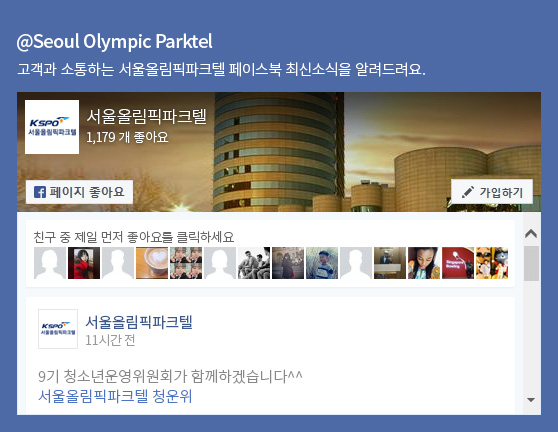 @Seoul Olympic Parktel
고객과 소통하는 서울올림픽파크텔 페이스북 최신소식을 알려드려요.
KSPO
서울올림픽파크텔
서울올림픽파크텔
1,179 개 좋아요
페이지 좋아요
가입하기
친구 중 제일 먼저 좋아요를 클릭하세요
Singapore
Rowing
KSPO
서울올림픽파크텔
서울올림픽파크텔
11시간 전
9기 청소년운영위원회가 함께하겠습니다^^
서울올림픽파크텔 청운위